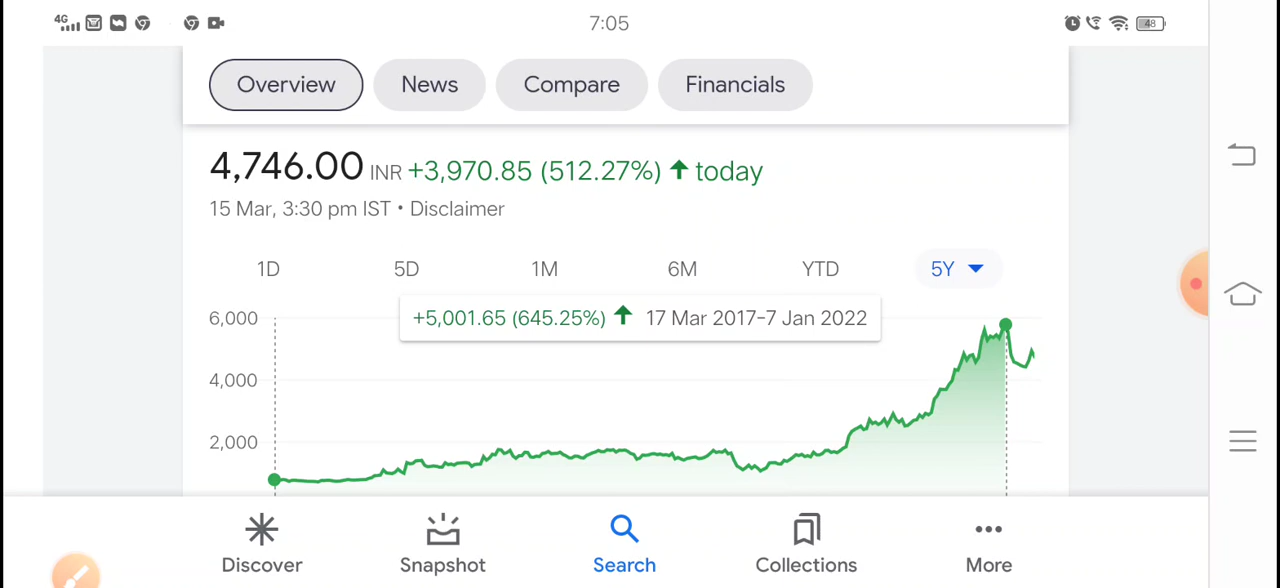 4G 7:05 48
Overview News Compare Financials
4,746.00 INR +3,970.85 (512.27%) ↑ today
15 Mar, 3:30 pm IST • Disclaimer
1D 5D 1M 6M YTD 5Y
+5,001.65 (645.25%) ↑ 17 Mar 2017–7 Jan 2022
6,000
4,000
2,000
Discover Snapshot Search Collections More